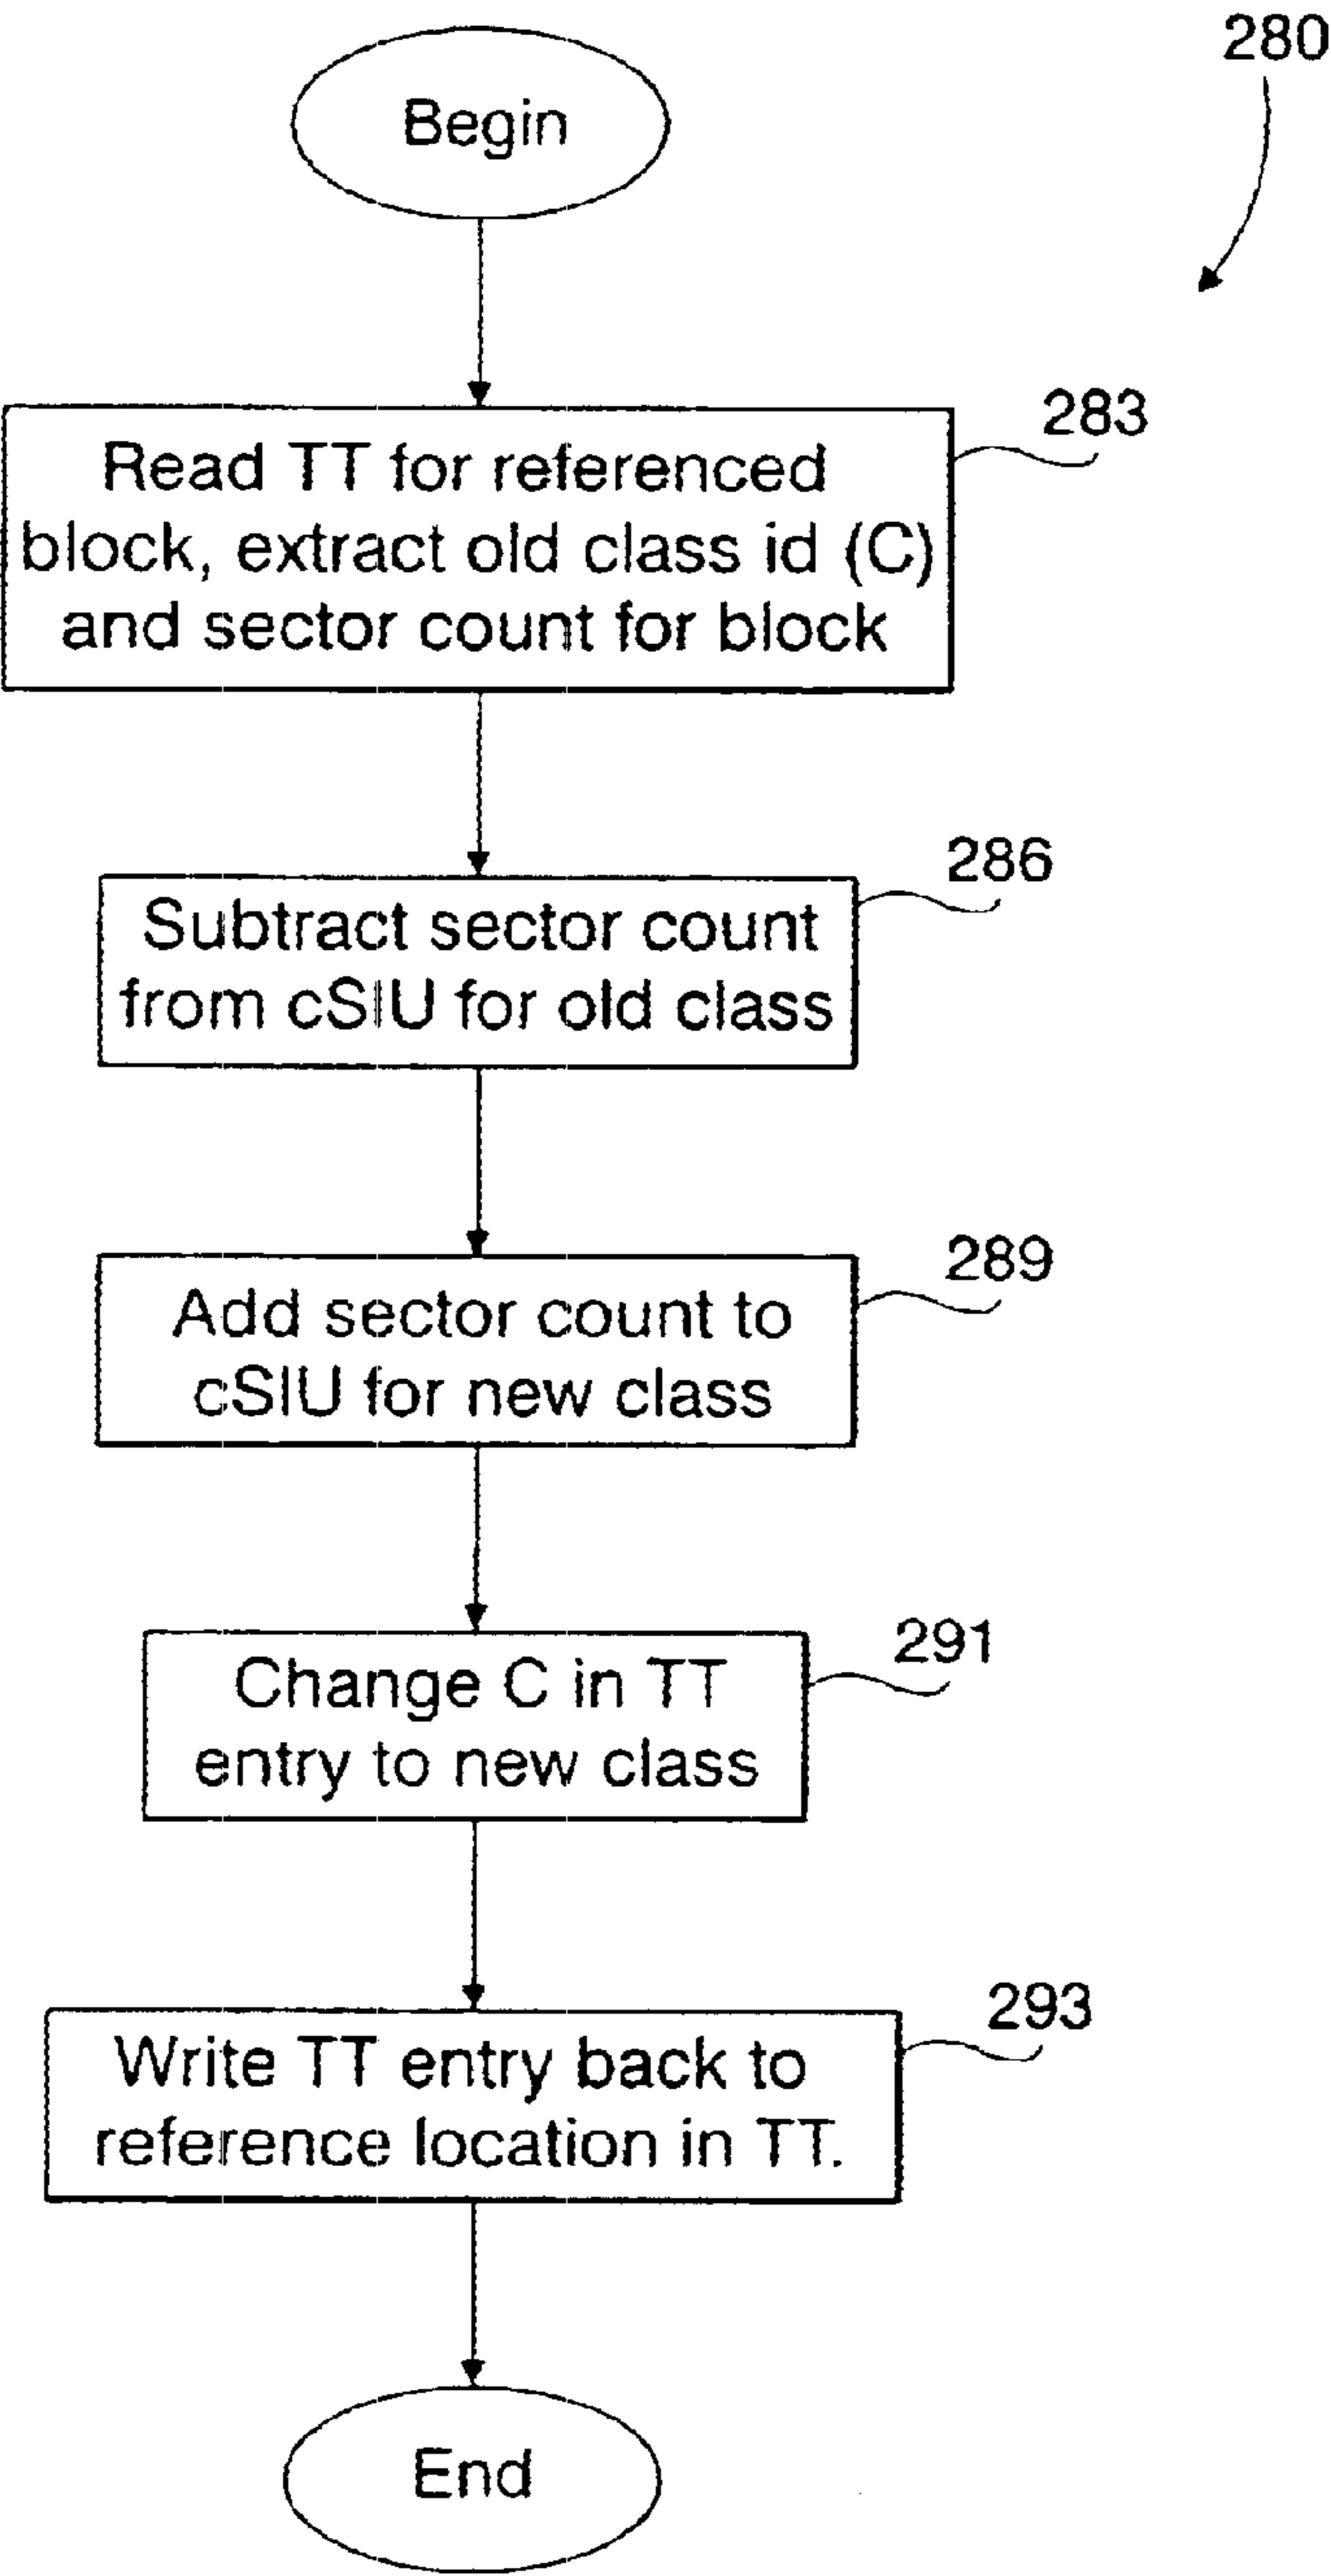 280
Begin
283
Read TT for referenced
block, extract old class id (C)
and sector count for block
286
Subtract sector count
from cSIU for old class
289
Add sector count to
cSIU for new class
291
Change C in TT
entry to new class
293
Write TT entry back to
reference location in TT.
End